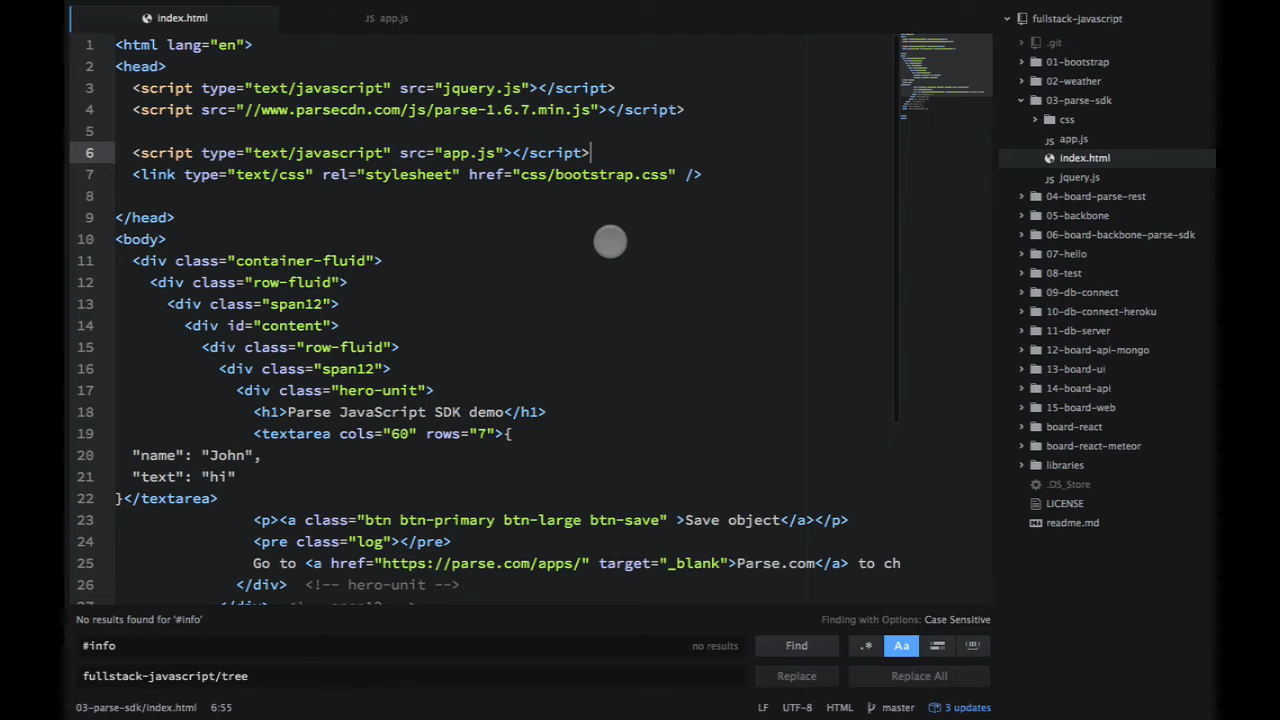 index.html
JS app.js
1 <html lang="en">
2 <head>
3 <script type="text/javascript" src="jquery.js"></script>
4 <script src="//www.parsecdn.com/js/parse-1.6.7.min.js"></script>
5
6 <script type="text/javascript" src="app.js"></script>
7 <link type="text/css" rel="stylesheet" href="css/bootstrap.css" />
8
9 </head>
10 <body>
11 <div class="container-fluid">
12 <div class="row-fluid">
13 <div class="span12">
14 <div id="content">
15 <div class="row-fluid">
16 <div class="span12">
17 <div class="hero-unit">
18 <h1>Parse JavaScript SDK demo</h1>
19 <textarea cols="60" rows="7">{
20 "name": "John",
21 "text": "hi"
22 }</textarea>
23 <p><a class="btn btn-primary btn-large btn-save" >Save object</a></p>
24 <pre class="log"></pre>
25 Go to <a href="https://parse.com/apps/" target="_blank">Parse.com</a> to ch
26 </div> <!-- hero-unit -->
No results found for '#info'
Finding with Options: Case Sensitive
#info
no results
Find
.*
Aa
fullstack-javascript/tree
Replace
Replace All
03-parse-sdk/index.html
6:55
LF
UTF-8
HTML
master
3 updates
fullstack-javascript
.git
01-bootstrap
02-weather
03-parse-sdk
css
JS app.js
index.html
JS jquery.js
04-board-parse-rest
05-backbone
06-board-backbone-parse-sdk
07-hello
08-test
09-db-connect
10-db-connect-heroku
11-db-server
12-board-api-mongo
13-board-ui
14-board-api
15-board-web
board-react
board-react-meteor
libraries
.DS_Store
LICENSE
readme.md